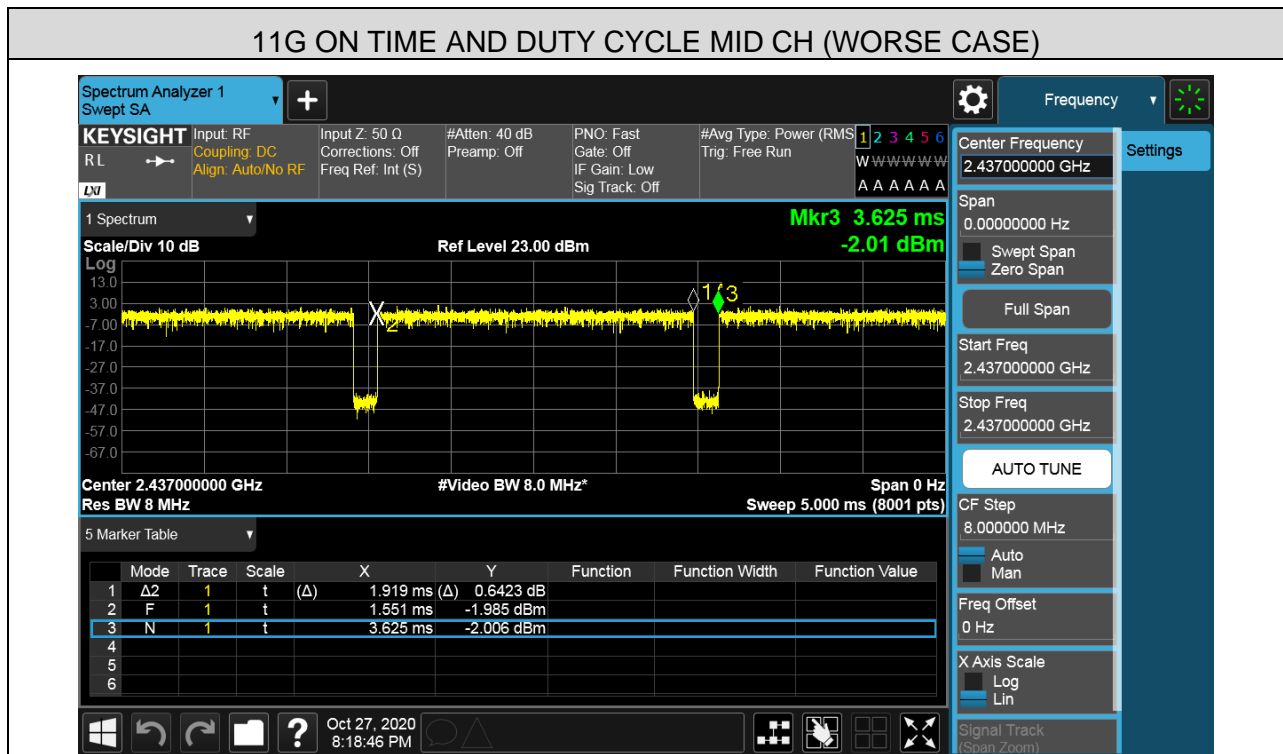 11G ON TIME AND DUTY CYCLE MID CH (WORSE CASE)
Spectrum Analyzer 1
Swept SA
Frequency
KEYSIGHT
R L
LXI
Input: RF
Coupling: DC
Align: Auto/No RF
Input Z: 50 Ω
Corrections: Off
Freq Ref: Int (S)
#Atten: 40 dB
Preamp: Off
PNO: Fast
Gate: Off
IF Gain: Low
Sig Track: Off
#Avg Type: Power (RMS
Trig: Free Run
1 2 3 4 5 6
W W W W W W
A A A A A A
1 Spectrum
Mkr3 3.625 ms
-2.01 dBm
Scale/Div 10 dB
Ref Level 23.00 dBm
Log
13.0
3.00
-7.00
-17.0
-27.0
-37.0
-47.0
-57.0
-67.0
X
2
1
3
Center 2.437000000 GHz
#Video BW 8.0 MHz*
Span 0 Hz
Res BW 8 MHz
Sweep 5.000 ms (8001 pts)
5 Marker Table
Mode Trace Scale X Y Function Function Width Function Value
1 Δ2 1 t (Δ) 1.919 ms (Δ) 0.6423 dB
2 F 1 t 1.551 ms -1.985 dBm
3 N 1 t 3.625 ms -2.006 dBm
4
5
6
?
Oct 27, 2020
8:18:46 PM
Center Frequency
2.437000000 GHz
Settings
Span
0.00000000 Hz
Swept Span
Zero Span
Full Span
Start Freq
2.437000000 GHz
Stop Freq
2.437000000 GHz
AUTO TUNE
CF Step
8.000000 MHz
Auto
Man
Freq Offset
0 Hz
X Axis Scale
Log
Lin
Signal Track
(Span Zoom)